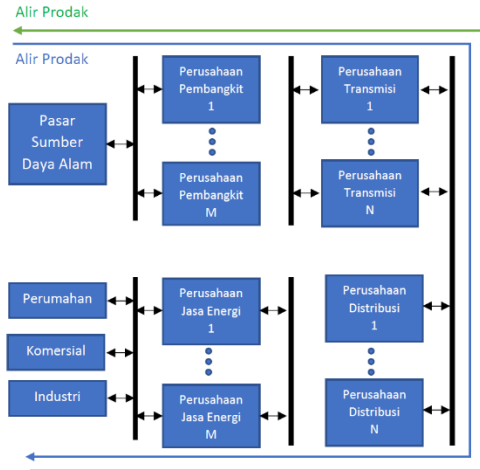 Alir Prodak
Alir Prodak
Pasar
Sumber
Daya Alam
Perusahaan
Pembangkit
1
Perusahaan
Pembangkit
M
Perusahaan
Transmisi
1
Perusahaan
Transmisi
N
Perumahan
Komersial
Industri
Perusahaan
Jasa Energi
1
Perusahaan
Jasa Energi
M
Perusahaan
Distribusi
1
Perusahaan
Distribusi
N